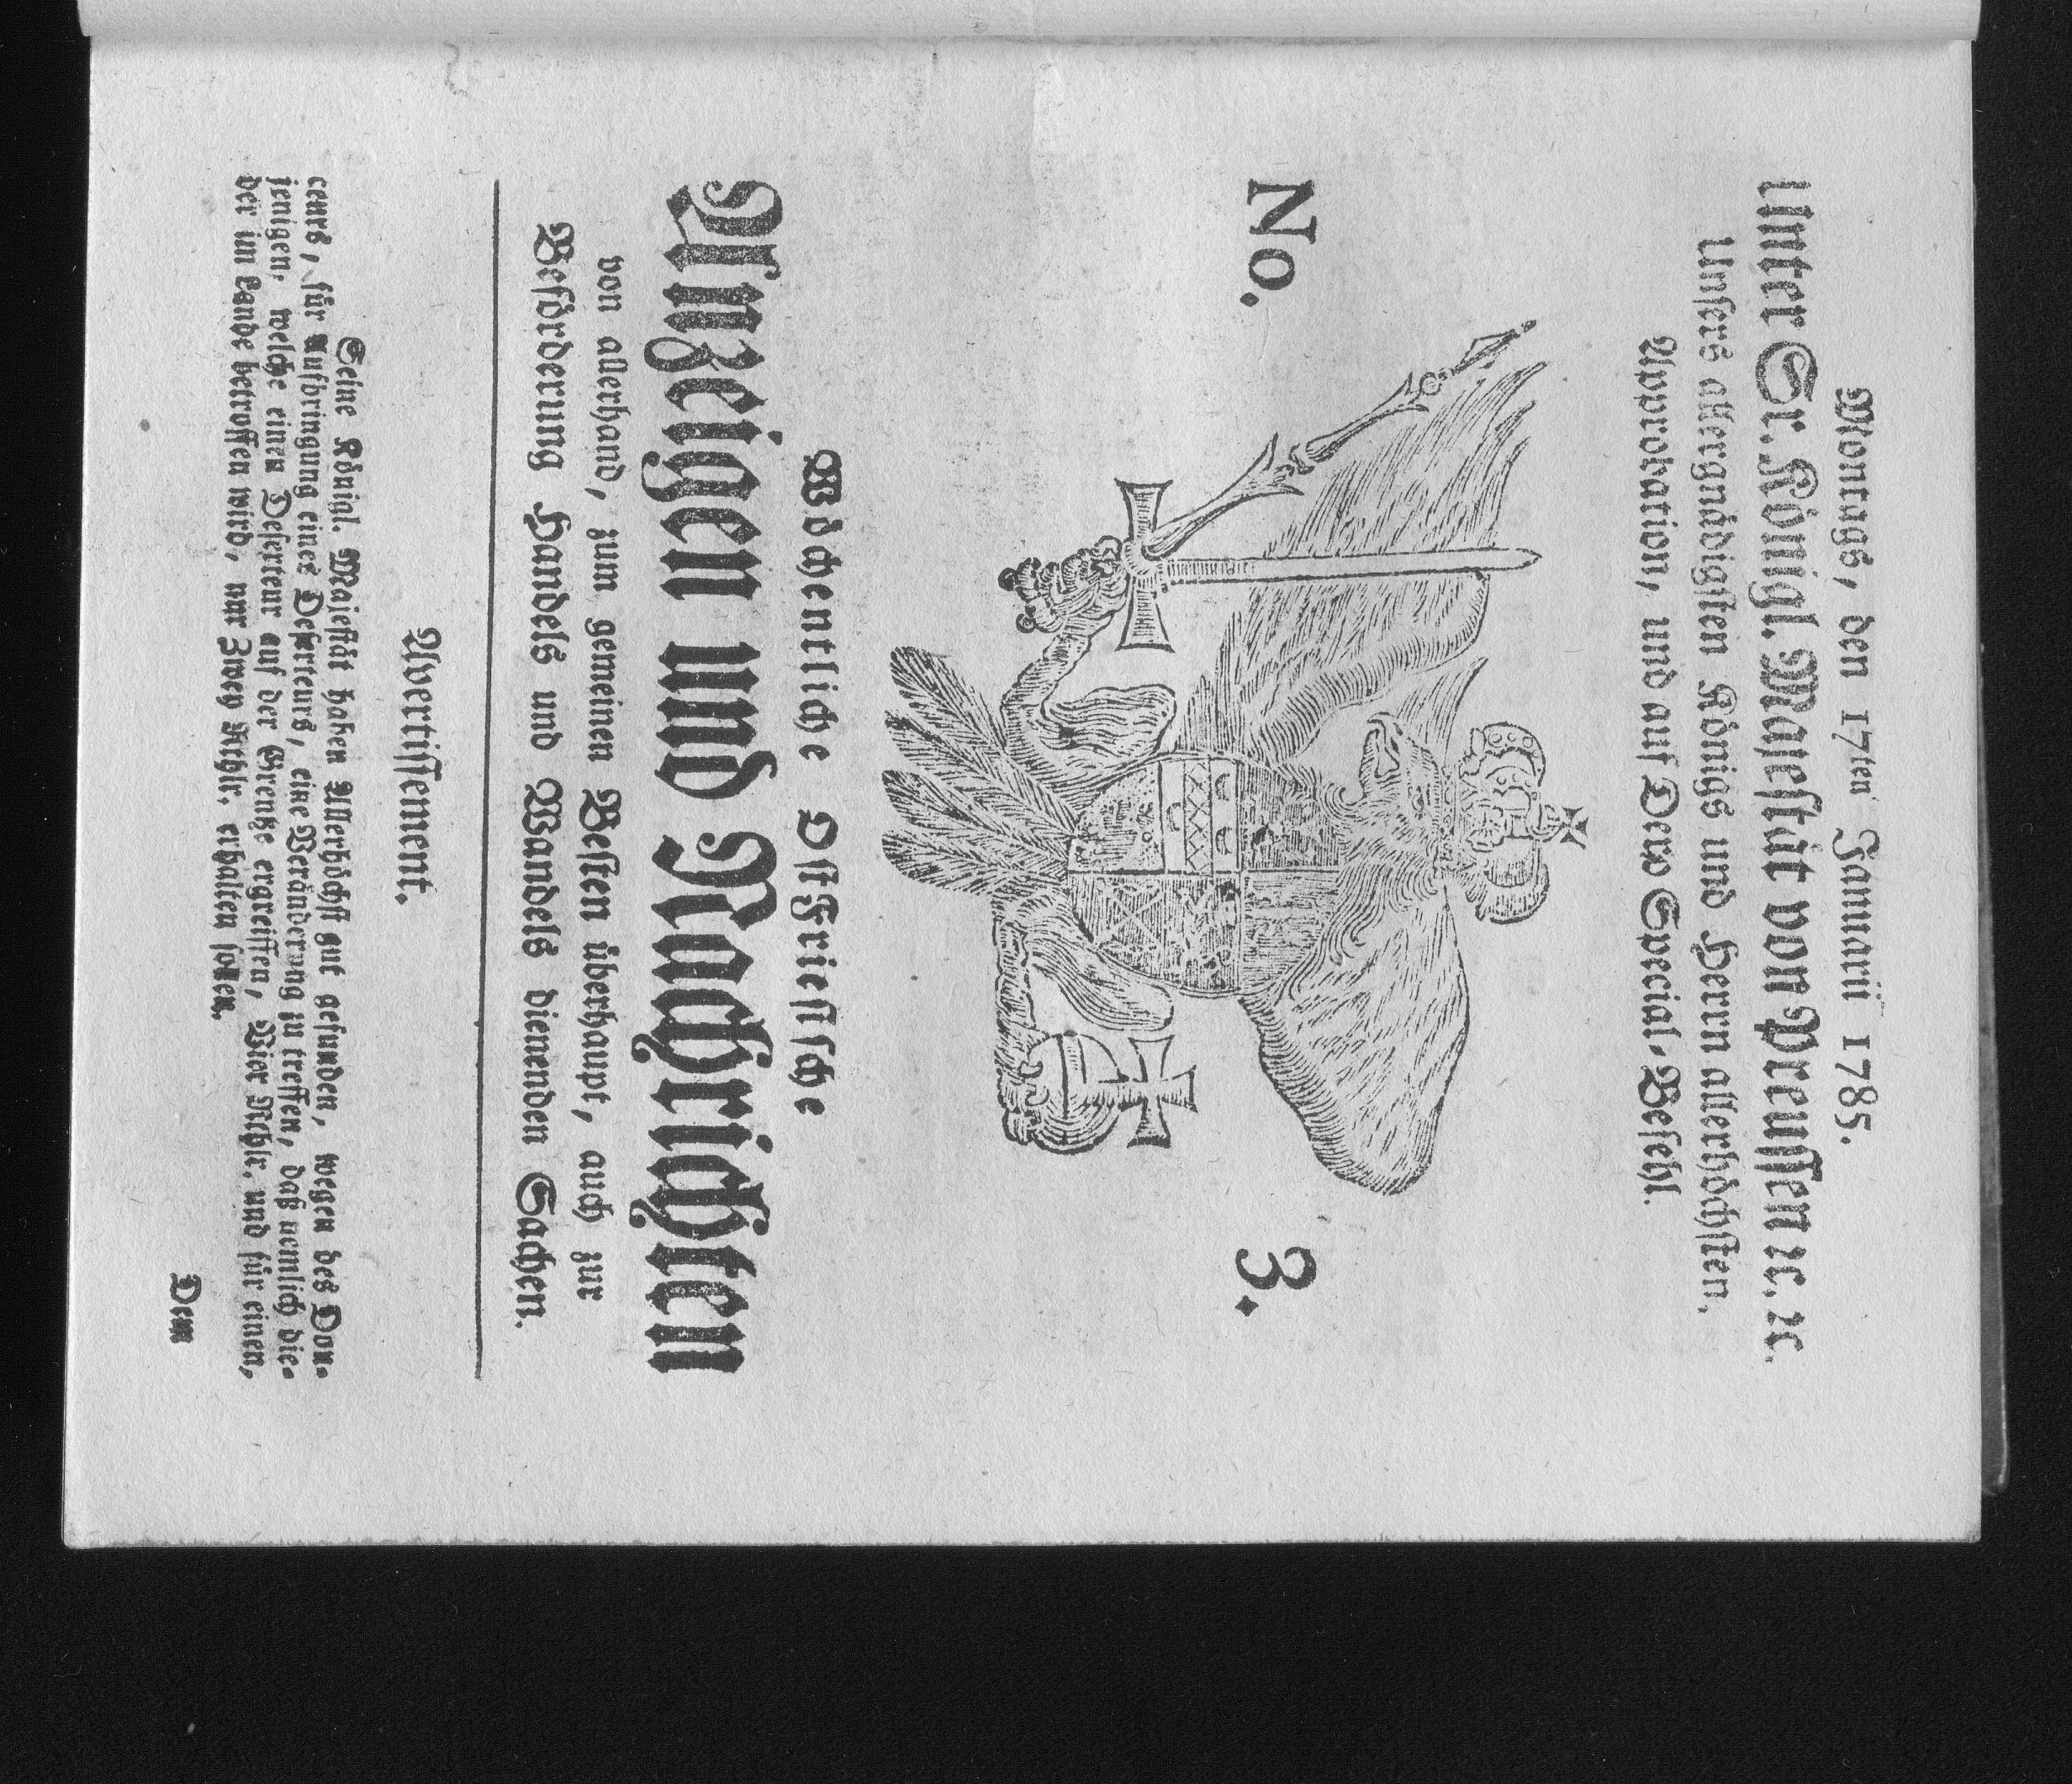 Montags, den 17ten Januarii 1785.
Unter Sr. Königl. Majestät von Preussen ꝛc. ꝛc.
Unsers allergnädigsten Königs und Herrn allerhöchsten,
Approbation, und auf Dero Special-Befehl.
No. 3.
Wöchentliche Ostfriesische
Anzeigen und Nachrichten
von allerhand, zum gemeinen Besten überhaupt, auch zur
Beförderung Handels und Wandels dienenden Sachen.
Avertissement.
Seine Königl. Majestät haben Allerhöchst gut gefunden, wegen des Dou-
ceurs, für Aufbringung eines Deserteurs, eine Veränderung zu treffen, daß nemlich die-
jenigen, welche einen Deserteur auf der Grentze ergreiffen, Vier Rthlr. und für einen,
der in Lande betroffen wird, nur Zwey Rthlr. erhalten sollen.
Dem